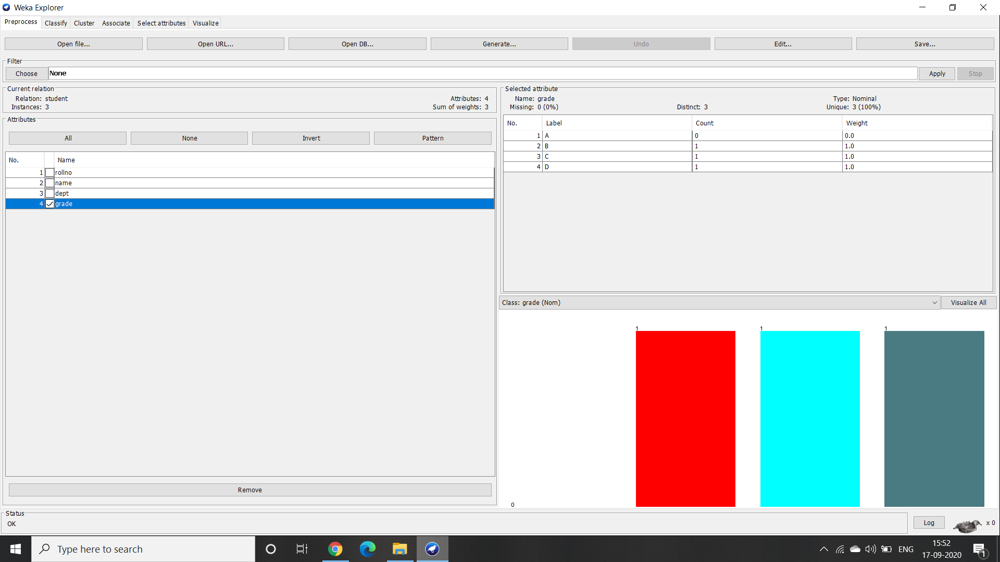 Weka Explorer
Preprocess Classify Cluster Associate Select attributes Visualize
Open file... Open URL... Open DB... Generate... Undo Edit... Save...
Filter
Choose None Apply Stop
Current relation
Relation: student Attributes: 4
Instances: 3 Sum of weights: 3
Attributes
All None Invert Pattern
No. Name
1 rollno
2 name
3 dept
4 grade
Remove
Selected attribute
Name: grade Type: Nominal
Missing: 0 (0%) Distinct: 3 Unique: 3 (100%)
No. Label Count Weight
1 A 0 0.0
2 B 1 1.0
3 C 1 1.0
4 D 1 1.0
Class: grade (Nom) Visualize All
1 1 1
0
Status
OK
Log x 0
Type here to search
ENG
15:52
17-09-2020
1